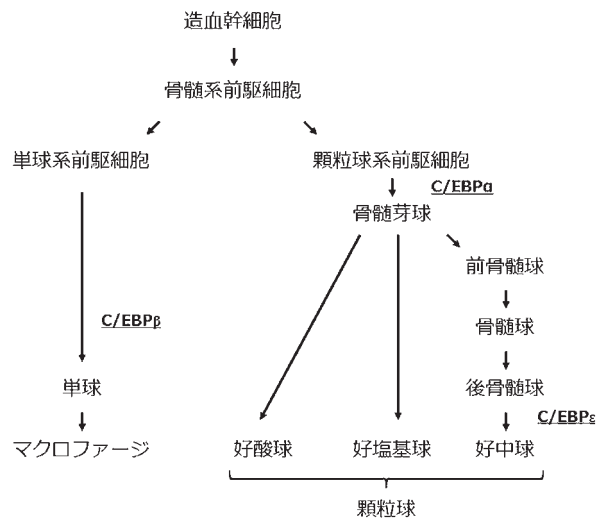 造血幹細胞
骨髄系前駆細胞
単球系前駆細胞
顆粒球系前駆細胞
C/EBPα
骨髄芽球
前骨髄球
骨髄球
C/EBPβ
単球
後骨髄球
C/EBPε
マクロファージ
好酸球
好塩基球
好中球
顆粒球